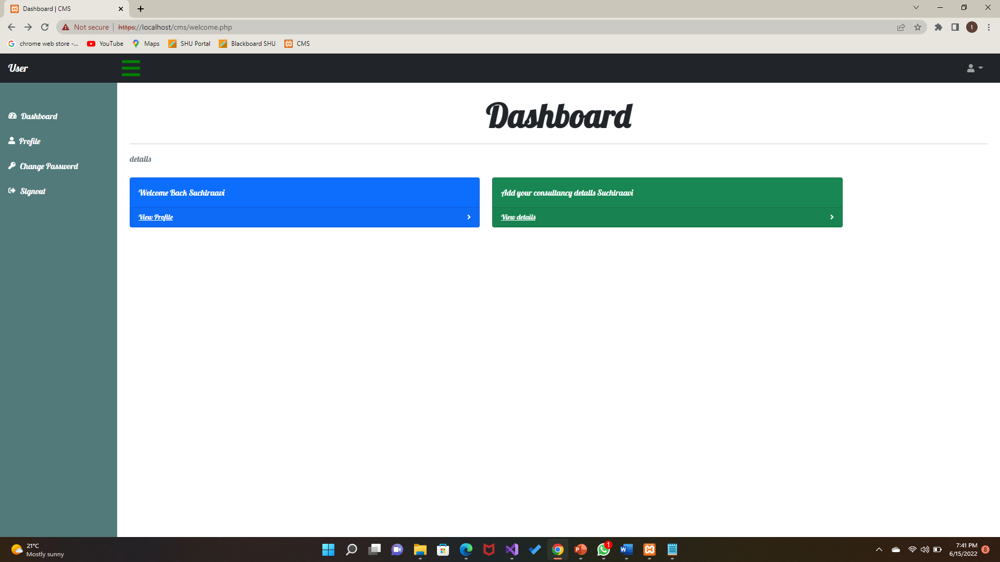 Dashboard | CMS
Not secure
https://localhost/cms/welcome.php
t
chrome web store -...
YouTube
Maps
SHU Portal
Blackboard SHU
CMS
User
Dashboard
Profile
Change Password
Signout
Dashboard
details
Welcome Back Suchiraavi
View Profile
Add your consultancy details Suchiraavi
View details
21°C
Mostly sunny
1
7:41 PM
6/15/2022
8